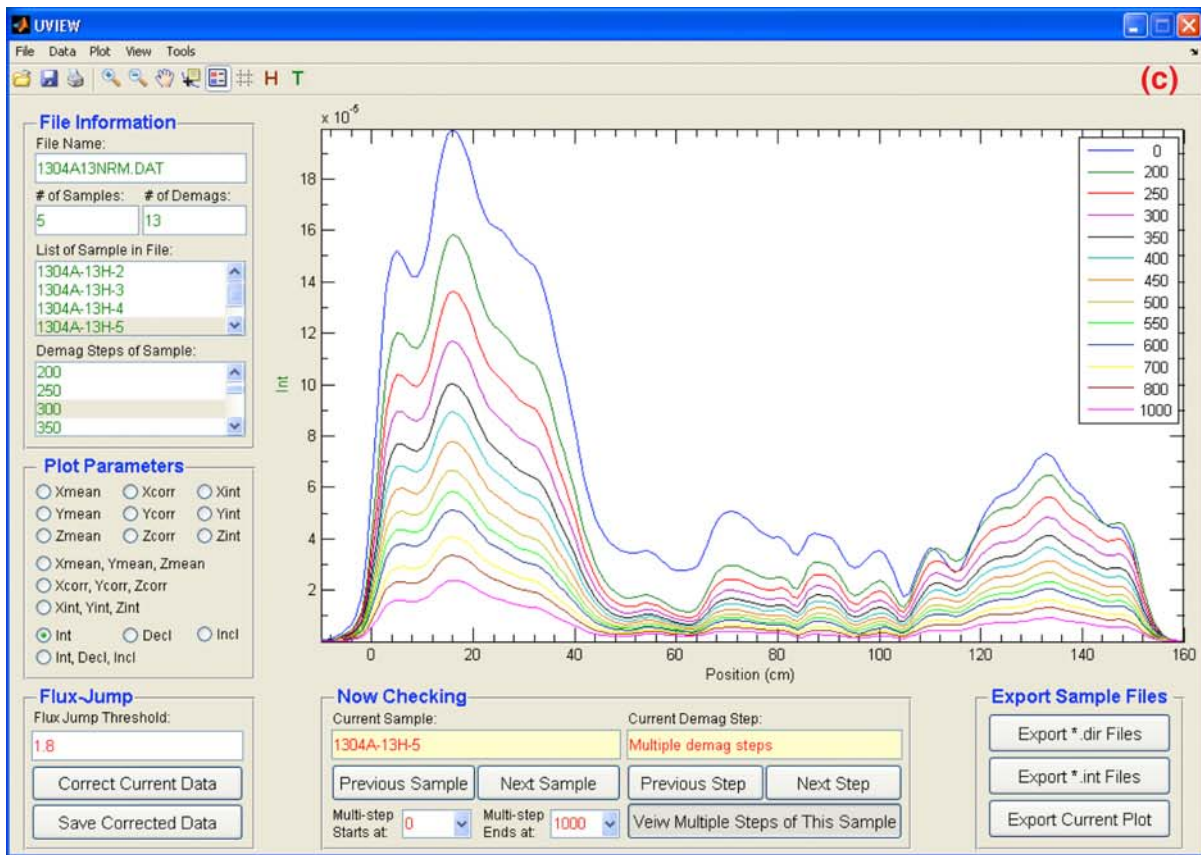 UVIEW
File Data Plot View Tools
H T
(c)
File Information
File Name:
1304A13NRM.DAT
# of Samples: # of Demags:
5 13
List of Sample in File:
1304A-13H-2
1304A-13H-3
1304A-13H-4
1304A-13H-5
Demag Steps of Sample:
200
250
300
350
Plot Parameters
Xmean Xcorr Xint
Ymean Ycorr Yint
Zmean Zcorr Zint
Xmean, Ymean, Zmean
Xcorr, Ycorr, Zcorr
Xint, Yint, Zint
Int Decl Incl
Int, Decl, Incl
Flux-Jump
Flux Jump Threshold:
1.8
Correct Current Data
Save Corrected Data
x 10⁻⁵
18
16
14
12
10
8
6
4
2
Int
0 20 40 60 80 100 120 140 160
Position (cm)
0
200
250
300
350
400
450
500
550
600
700
800
1000
Now Checking
Current Sample: Current Demag Step:
1304A-13H-5 Multiple demag steps
Previous Sample Next Sample Previous Step Next Step
Multi-step Starts at: 0 Multi-step Ends at: 1000 Veiw Multiple Steps of This Sample
Export Sample Files
Export *.dir Files
Export *.int Files
Export Current Plot